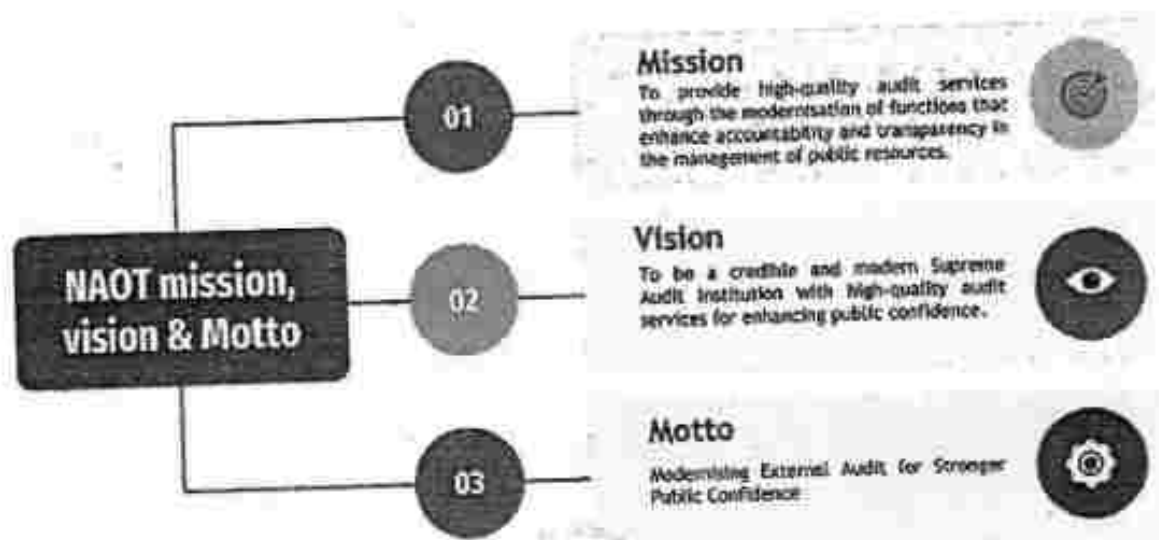 01
Mission
To provide high-quality audit services
through the modernisation of functions that
enhance accountability and transparency in
the management of public resources.
NAOT mission,
vision & Motto
02
Vision
To be a credible and modern Supreme
Audit Institution with high-quality audit
services for enhancing public confidence.
03
Motto
Modernising External Audit for Stronger
Public Confidence